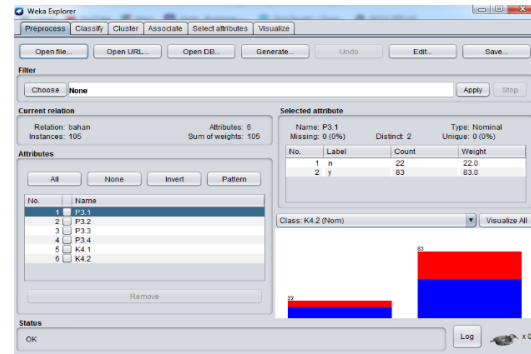 Weka Explorer
Preprocess Classify Cluster Associate Select attributes Visualize
Open file... Open URL... Open DB... Generate... Undo Edit... Save...
Filter
Choose None Apply Stop
Current relation
Relation: bahan Attributes: 6
Instances: 105 Sum of weights: 105
Attributes
All None Invert Pattern
No. Name
1 P3.1
2 P3.2
3 P3.3
4 P3.4
5 K4.1
6 K4.2
Remove
Selected attribute
Name: P3.1 Type: Nominal
Missing: 0 (0%) Distinct: 2 Unique: 0 (0%)
No. Label Count Weight
1 n 22 22.0
2 y 83 83.0
Class: K4.2 (Nom) Visualize All
22
83
Status
OK Log x 0